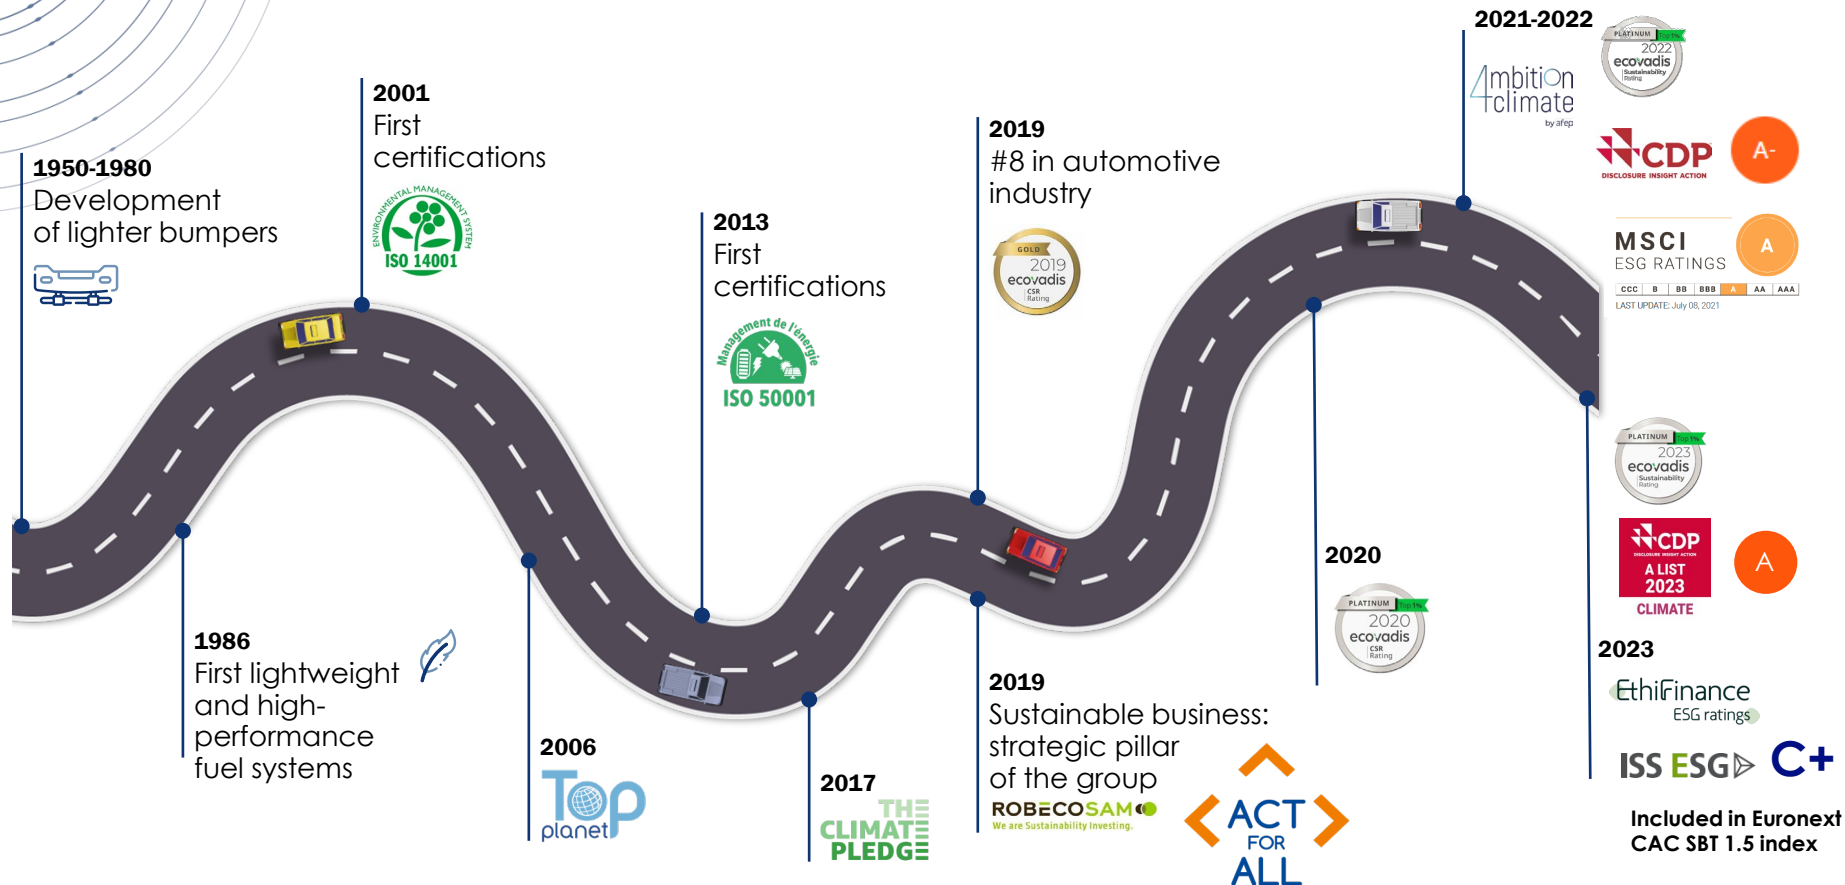 1950-1980
Development
of lighter bumpers
2001
First
certifications
ENVIRONMENTAL MANAGEMENT SYSTEM
ISO 14001
2013
First
certifications
Management de l'énergie
ISO 50001
2019
#8 in automotive
industry
GOLD
2019
ecovadis
CSR
Rating
2021-2022
4mbition
4climate
by afep
PLATINUM
Top 1%
2022
ecovadis
Sustainability
Rating
CDP
DISCLOSURE INSIGHT ACTION
A-
MSCI
ESG RATINGS
A
CCC B BB BBB A AA AAA
LAST UPDATE: July 08, 2021
1986
First lightweight
and high-
performance
fuel systems
2006
Top
planet
2017
THE
CLIMATE
PLEDGE
2019
Sustainable business:
strategic pillar
of the group
ROBECOSAM
We are Sustainability Investing.
ACT
FOR
ALL
2020
PLATINUM
Top 1%
2020
ecovadis
CSR
Rating
PLATINUM
Top 1%
2023
ecovadis
Sustainability
Rating
CDP
DISCLOSURE INSIGHT ACTION
A LIST
2023
CLIMATE
A
2023
EthiFinance
ESG ratings
ISS ESG C+
Included in Euronext
CAC SBT 1.5 index